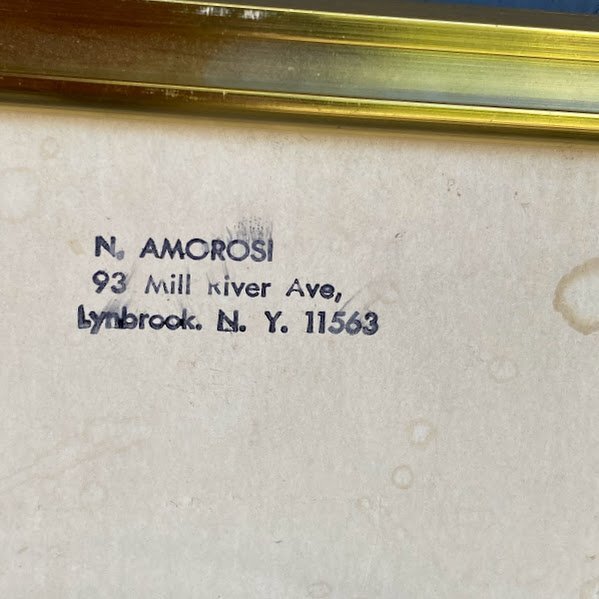 N. AMOROSI
93 Mill River Ave,
Lynbrook. N. Y. 11563